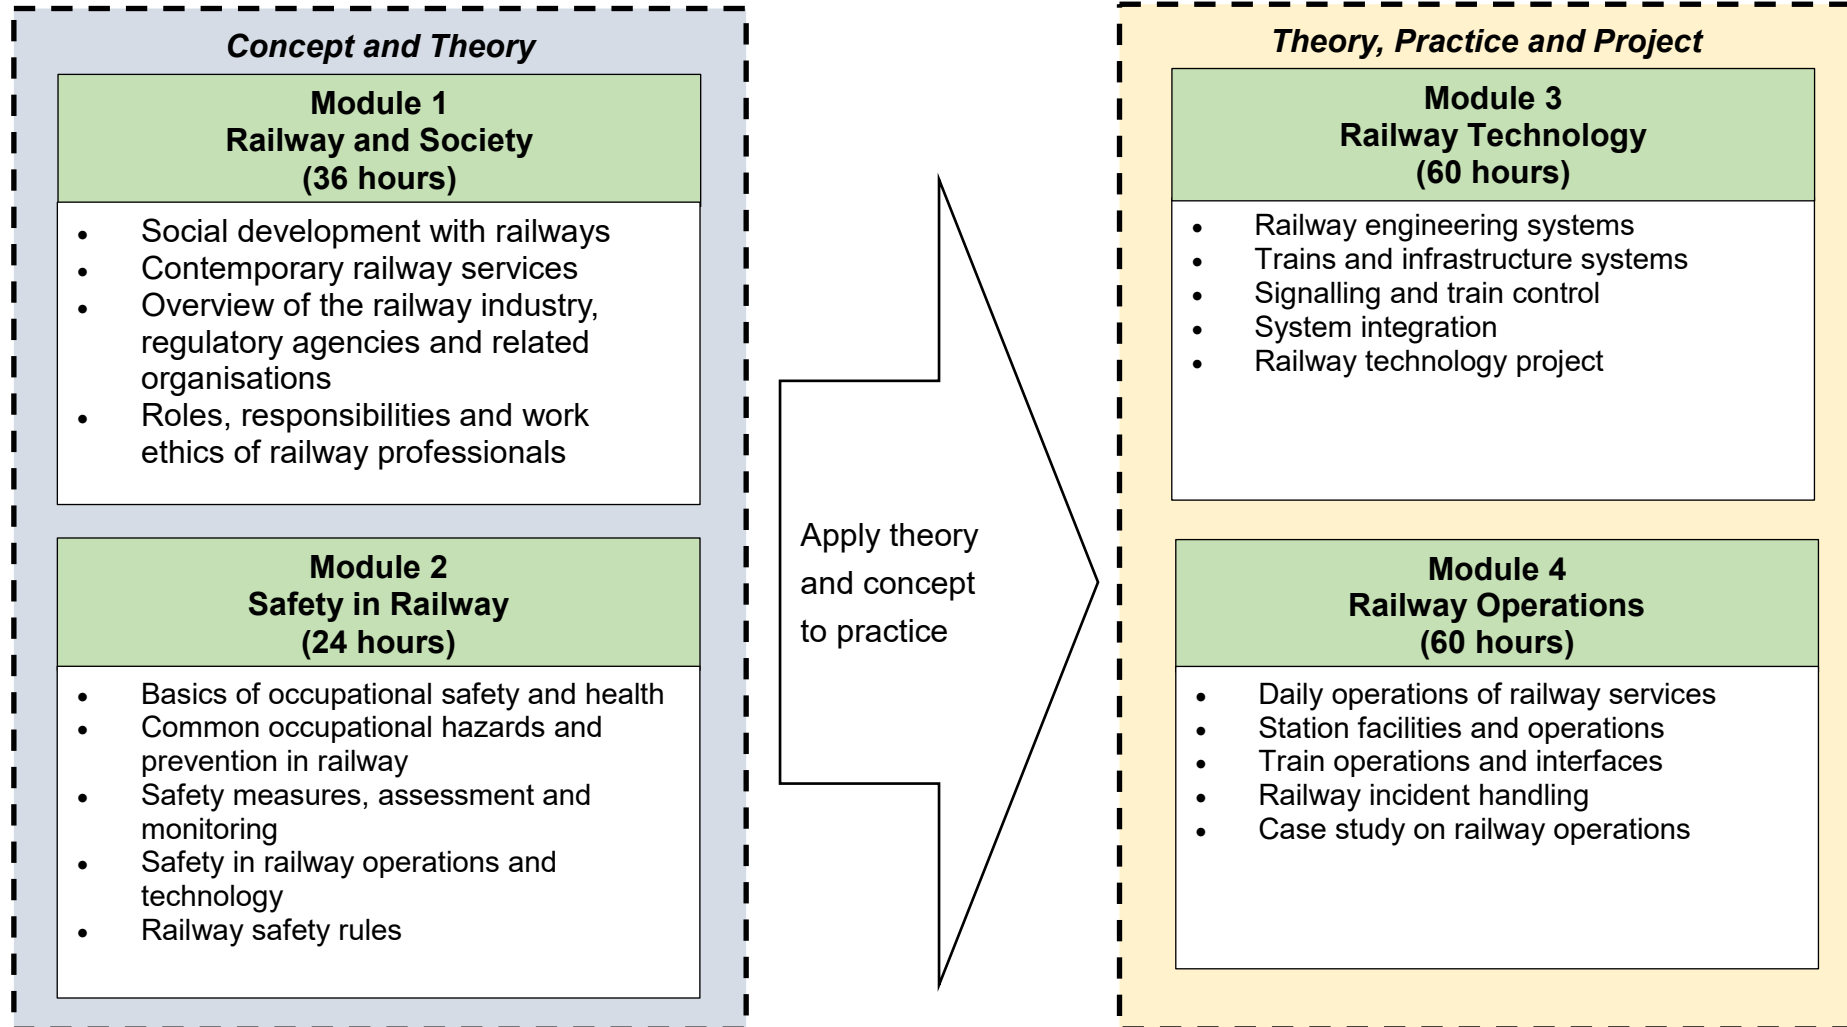 Concept and Theory
Module 1
Railway and Society
(36 hours)
• Social development with railways
• Contemporary railway services
• Overview of the railway industry,
regulatory agencies and related
organisations
• Roles, responsibilities and work
ethics of railway professionals
Module 2
Safety in Railway
(24 hours)
• Basics of occupational safety and health
• Common occupational hazards and
prevention in railway
• Safety measures, assessment and
monitoring
• Safety in railway operations and
technology
• Railway safety rules
Apply theory
and concept
to practice
Theory, Practice and Project
Module 3
Railway Technology
(60 hours)
• Railway engineering systems
• Trains and infrastructure systems
• Signalling and train control
• System integration
• Railway technology project
Module 4
Railway Operations
(60 hours)
• Daily operations of railway services
• Station facilities and operations
• Train operations and interfaces
• Railway incident handling
• Case study on railway operations